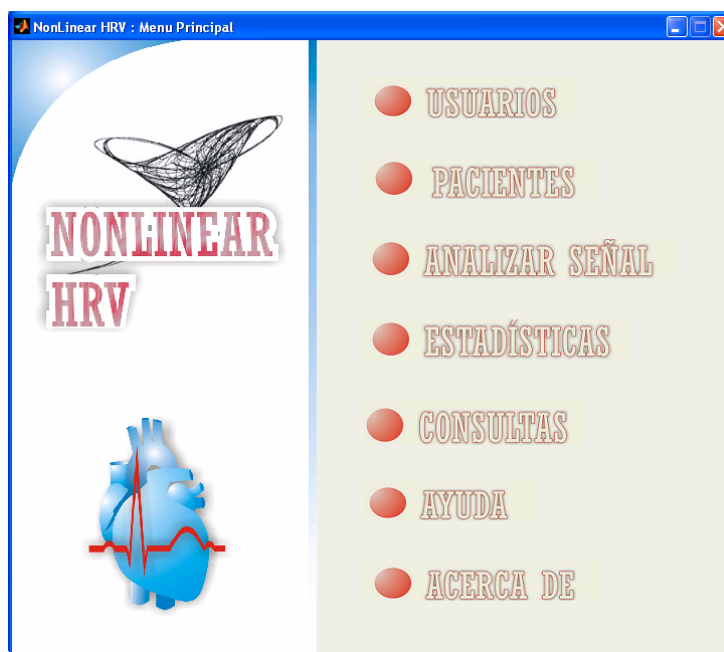 NonLinear HRV : Menu Principal
NONLINEAR
HRV
USUARIOS
PACIENTES
ANALIZAR SEÑAL
ESTADÍSTICAS
CONSULTAS
AYUDA
ACERCA DE